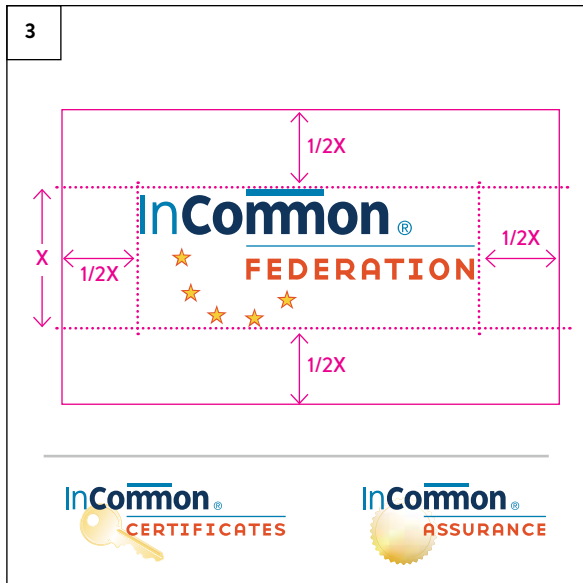 3
1/2X
InCommon®
X
1/2X
1/2X
FEDERATION
1/2X
InCommon®
CERTIFICATES
InCommon®
ASSURANCE